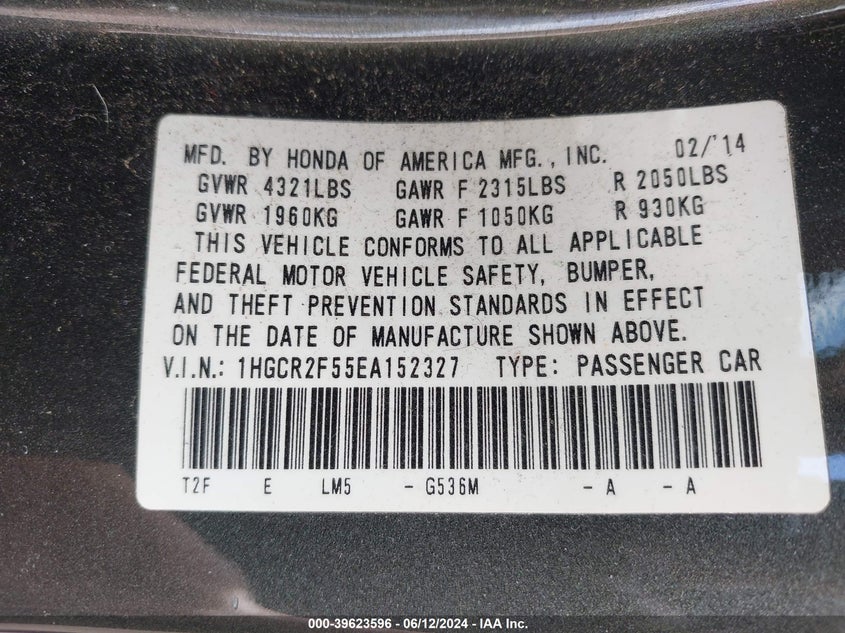 MFD. BY HONDA OF AMERICA MFG., INC. 02/'14
GVWR 4321LBS GAWR F 2315LBS R 2050LBS
GVWR 1960KG GAWR F 1050KG R 930KG
THIS VEHICLE CONFORMS TO ALL APPLICABLE
FEDERAL MOTOR VEHICLE SAFETY, BUMPER,
AND THEFT PREVENTION STANDARDS IN EFFECT
ON THE DATE OF MANUFACTURE SHOWN ABOVE.
V.I.N.: 1HGCR2F55EA152327 TYPE: PASSENGER CAR
T2F E LM5 - G536M - A - A
000-39623596 - 06/12/2024 - IAA Inc.